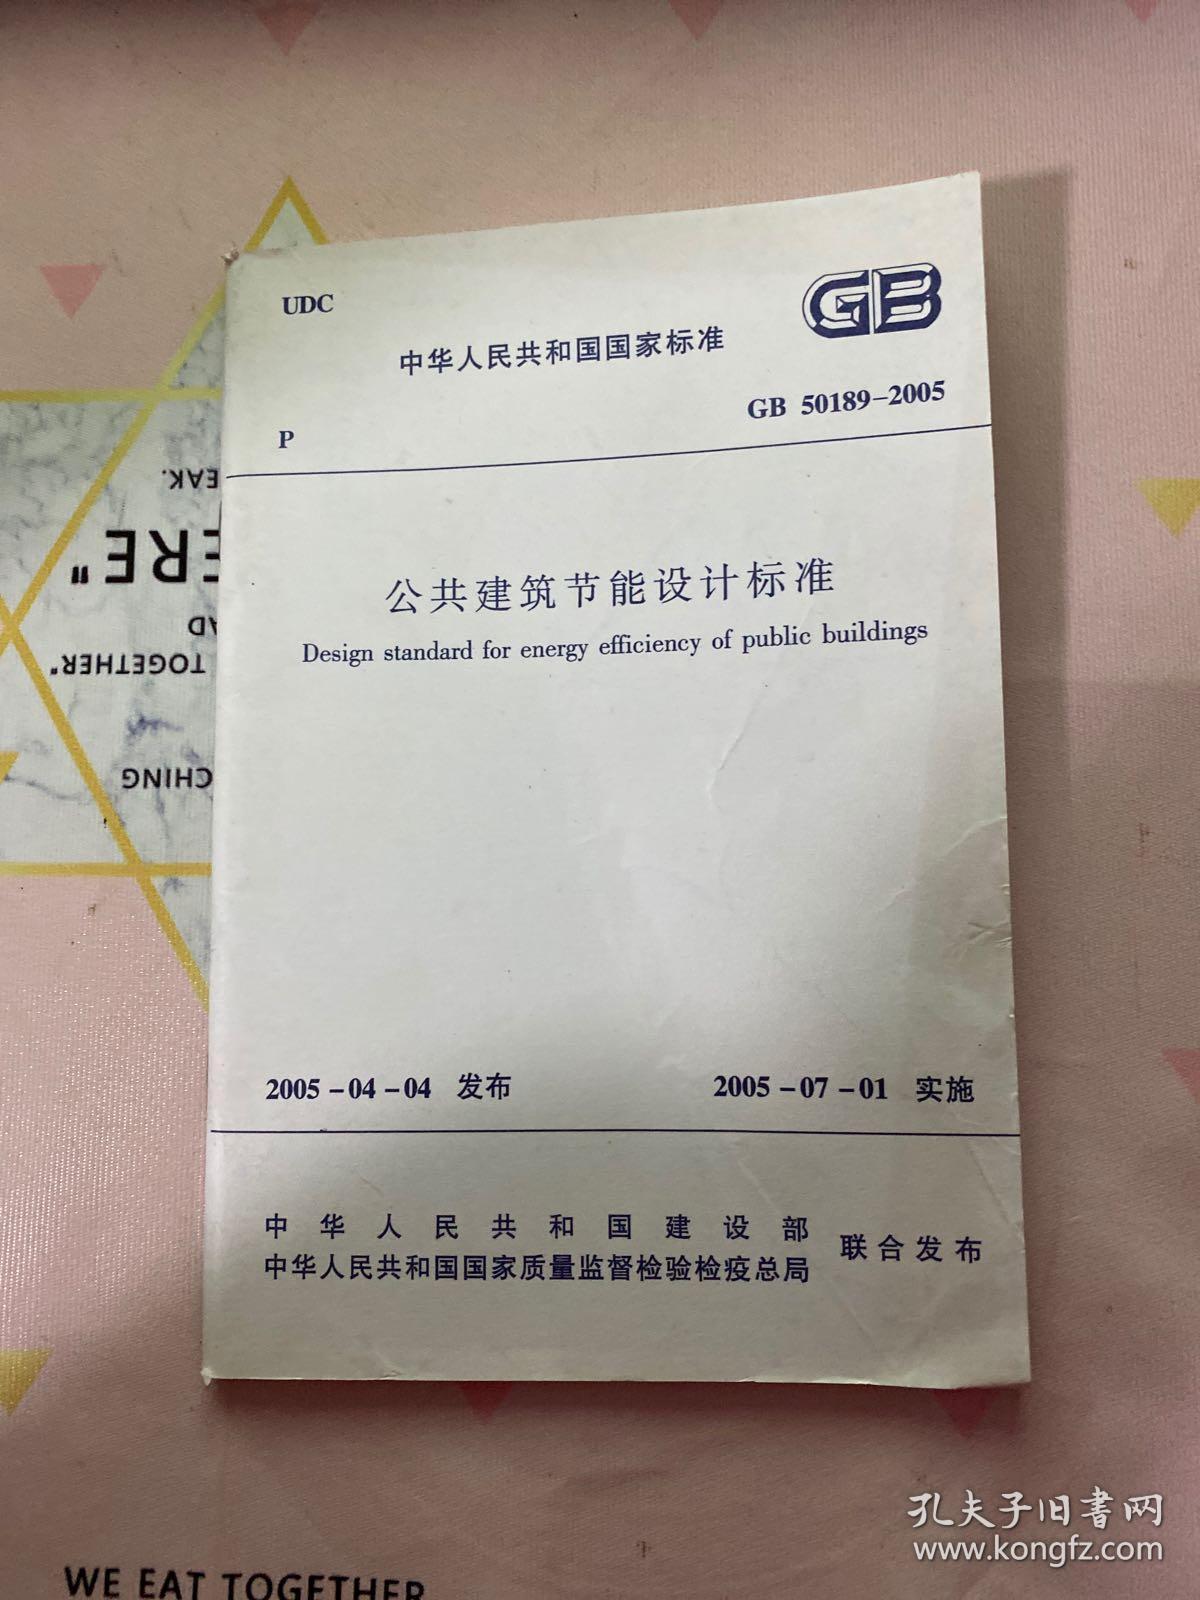 UDC
GB
中华人民共和国国家标准
GB 50189-2005
P
公共建筑节能设计标准
Design standard for energy efficiency of public buildings
2005-04-04 发布
2005-07-01 实施
中华人民共和国建设部
中华人民共和国国家质量监督检验检疫总局
联合发布
EAK.
ERE"
AD
TOGETHER"
CHING
WE EAT TOGETHER
孔夫子旧书网
www.kongfz.com